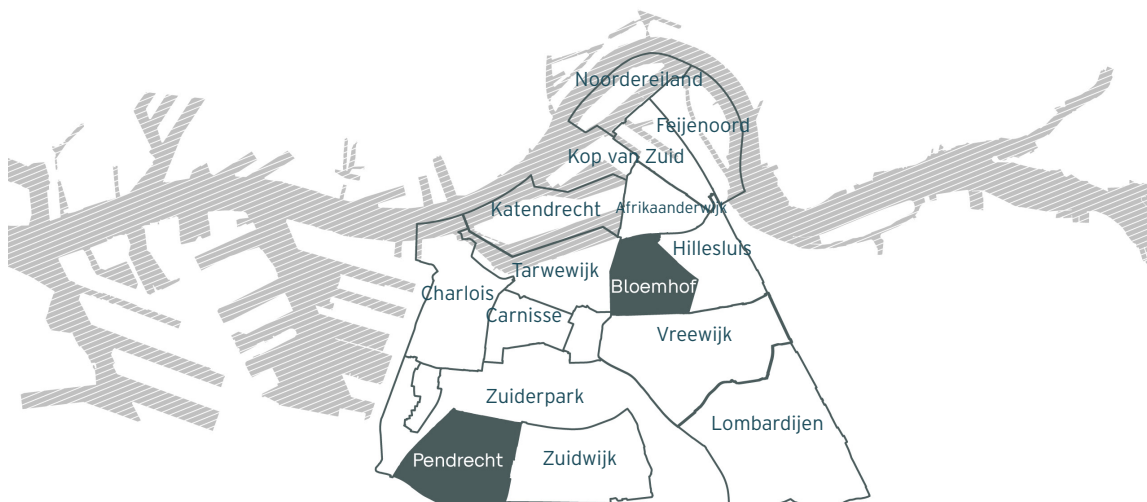 Noordereiland
Feijenoord
Kop van Zuid
Katendrecht
Afrikaanderwijk
Hillesluis
Tarwewijk
Bloemhof
Charlois
Carnisse
Vreewijk
Zuiderpark
Lombardijen
Pendrecht
Zuidwijk